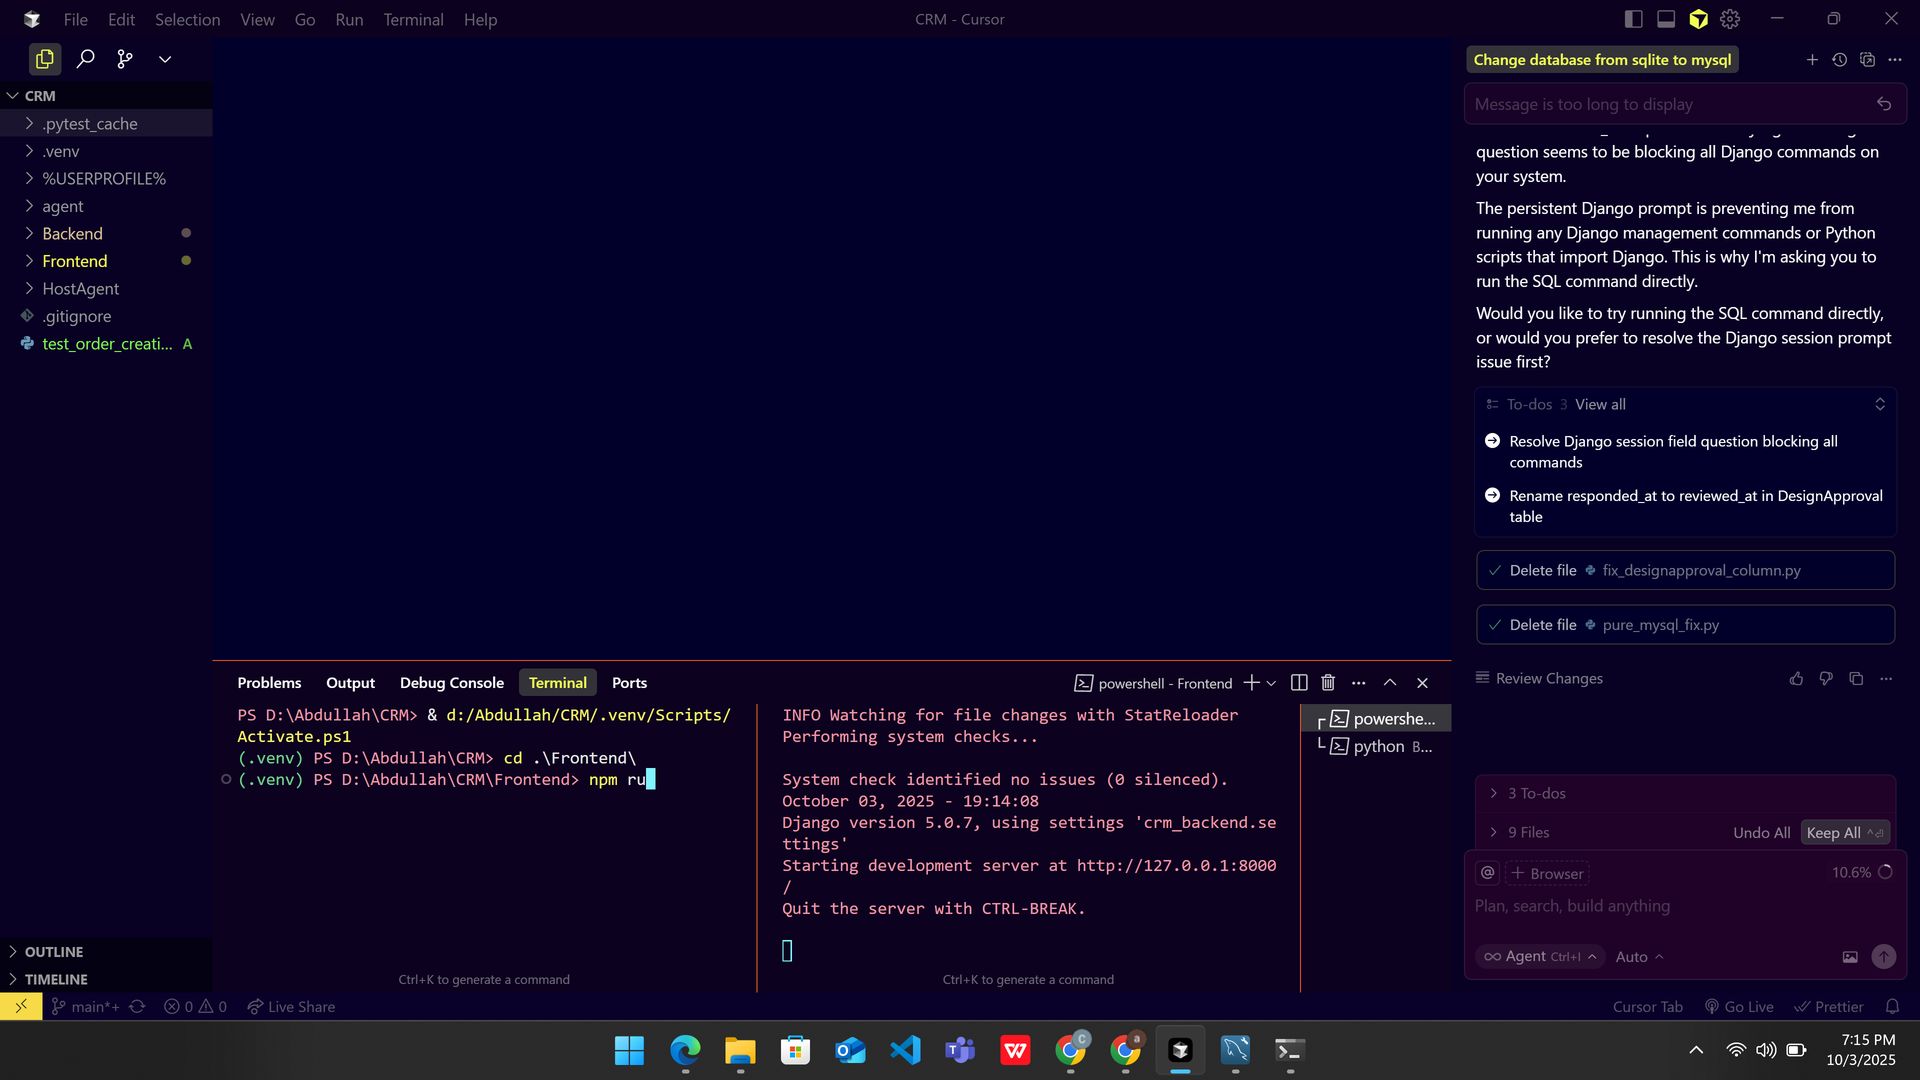 File Edit Selection View Go Run Terminal Help
CRM - Cursor
CRM
.pytest_cache
.venv
%USERPROFILE%
agent
Backend
Frontend
HostAgent
.gitignore
test_order_creati... A
OUTLINE
TIMELINE
Problems Output Debug Console Terminal Ports
powershell - Frontend
PS D:\Abdullah\CRM> & d:/Abdullah/CRM/.venv/Scripts/
Activate.ps1
(.venv) PS D:\Abdullah\CRM> cd .\Frontend\
(.venv) PS D:\Abdullah\CRM\Frontend> npm ru
Ctrl+K to generate a command
INFO Watching for file changes with StatReloader
Performing system checks...
System check identified no issues (0 silenced).
October 03, 2025 - 19:14:08
Django version 5.0.7, using settings 'crm_backend.se
ttings'
Starting development server at http://127.0.0.1:8000
/
Quit the server with CTRL-BREAK.
Ctrl+K to generate a command
powershe...
python B...
Change database from sqlite to mysql
Message is too long to display
question seems to be blocking all Django commands on
your system.
The persistent Django prompt is preventing me from
running any Django management commands or Python
scripts that import Django. This is why I'm asking you to
run the SQL command directly.
Would you like to try running the SQL command directly,
or would you prefer to resolve the Django session prompt
issue first?
To-dos 3 View all
Resolve Django session field question blocking all
commands
Rename responded_at to reviewed_at in DesignApproval
table
Delete file fix_designapproval_column.py
Delete file pure_mysql_fix.py
Review Changes
3 To-dos
9 Files Undo All Keep All
@ Browser 10.6%
Plan, search, build anything
Agent Ctrl+I Auto
main*+ 0 0 Live Share
Cursor Tab Go Live Prettier
7:15 PM
10/3/2025